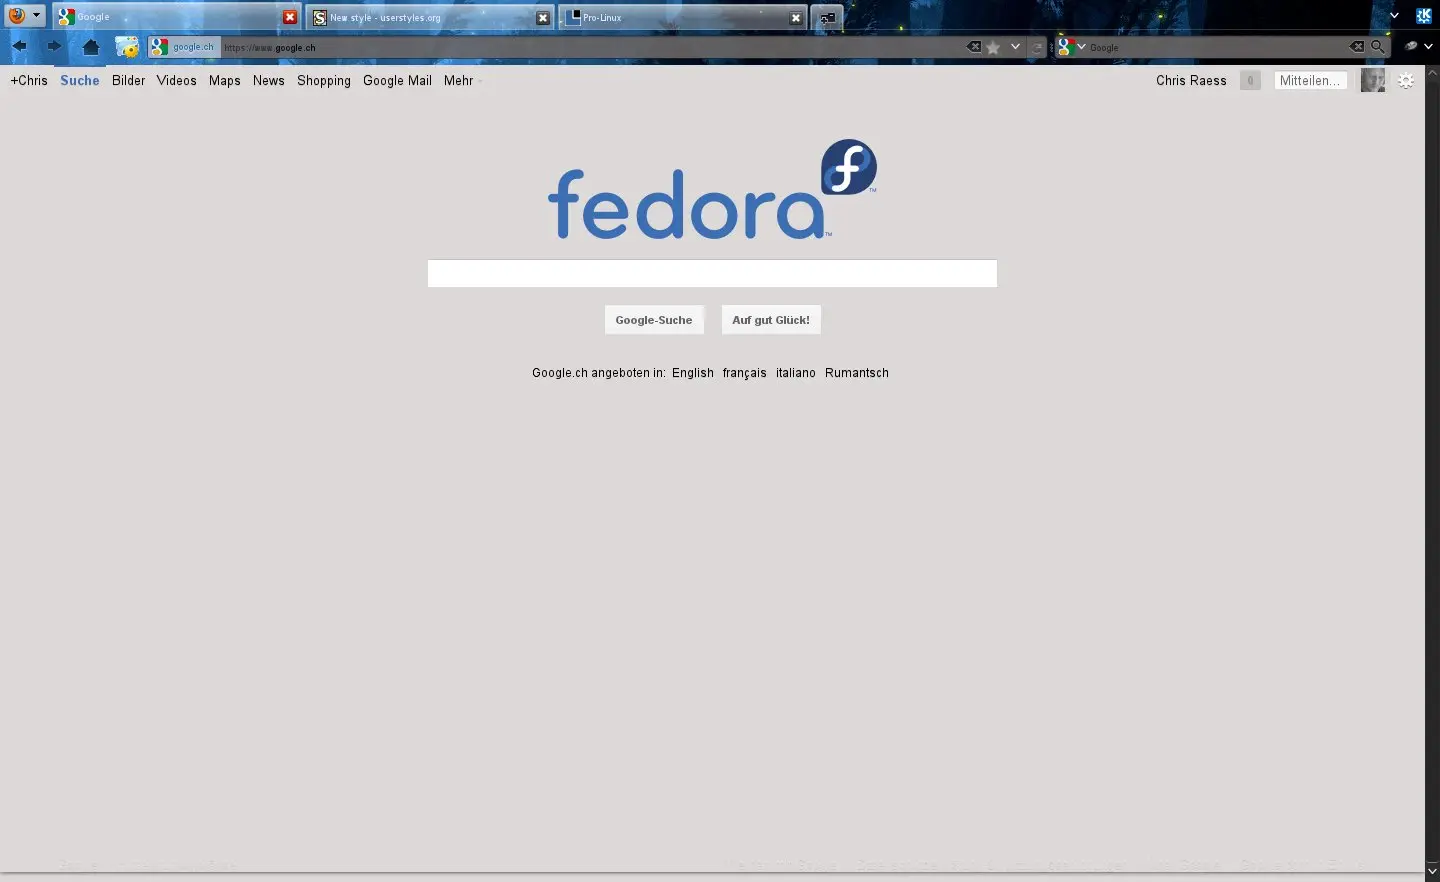 Google New style - userstyles.org Pro-Linux
google.ch https://www.google.ch Google
+Chris Suche Bilder Videos Maps News Shopping Google Mail Mehr Chris Raess 0 Mitteilen...
fedora™
Google-Suche Auf gut Glück!
Google.ch angeboten in: English français italiano Rumantsch